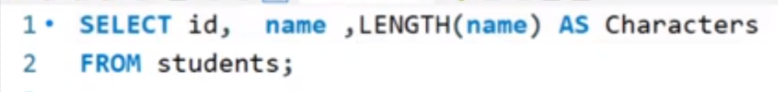 1 • SELECT id,  name ,LENGTH(name) AS Characters
2 FROM students;